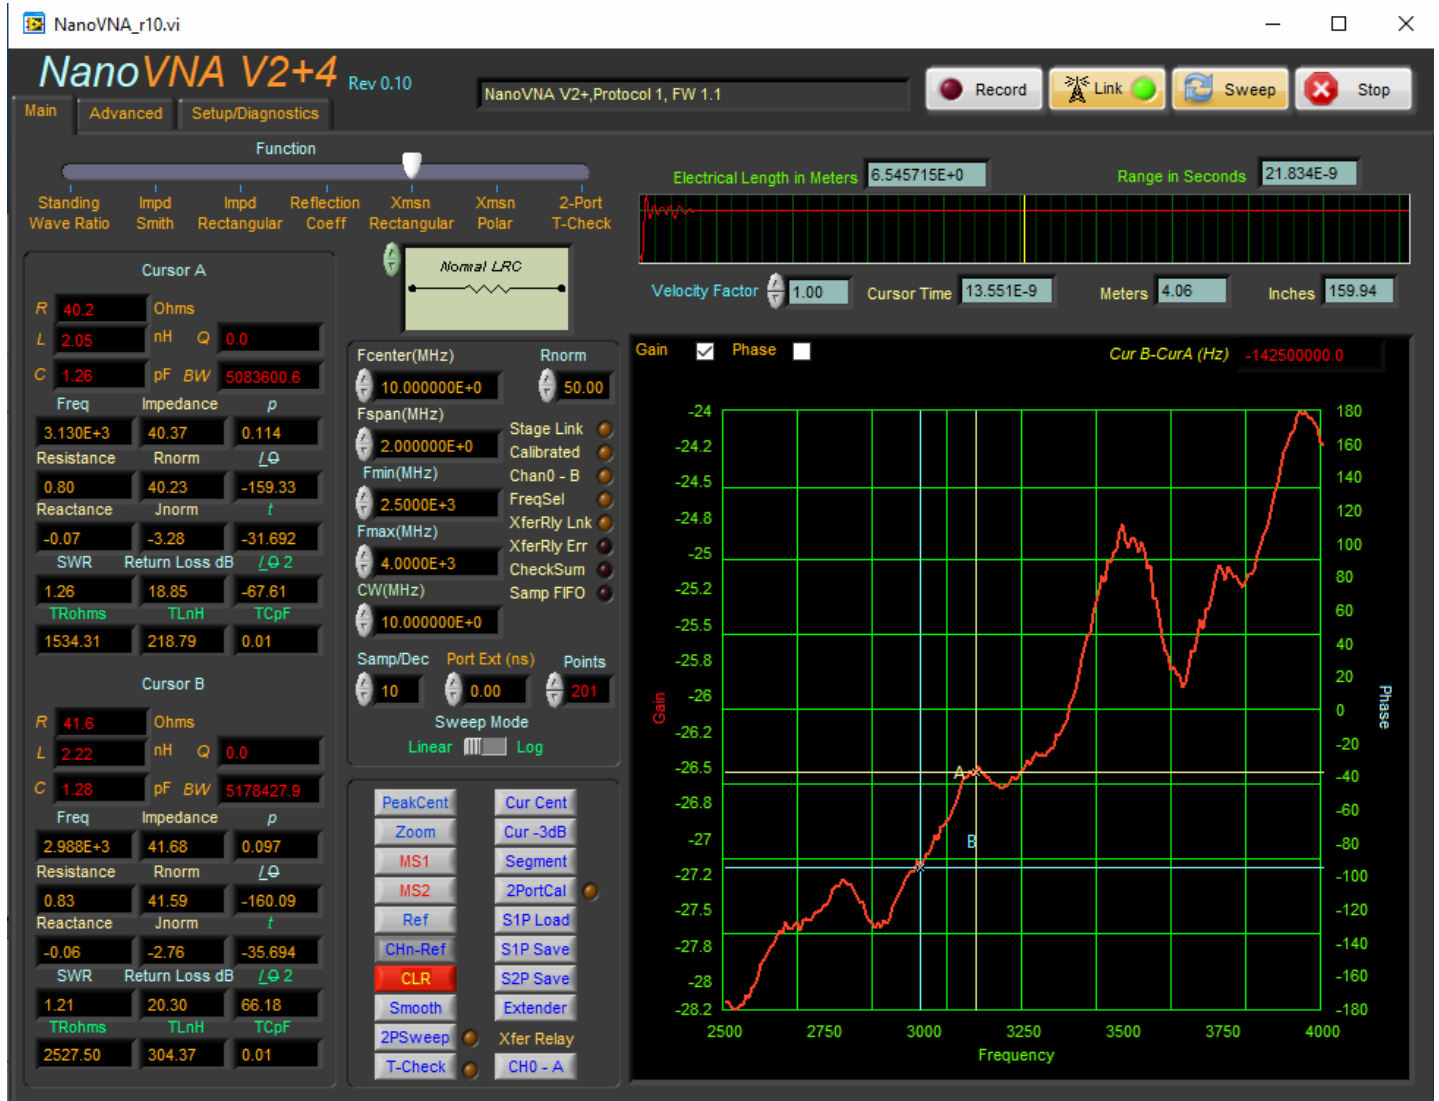 NanoVNA_r10.vi
NanoVNA V2+4 Rev 0.10
NanoVNA V2+,Protocol 1, FW 1.1
Record Link Sweep Stop
Main Advanced Setup/Diagnostics
Function
Standing Wave Ratio
Impd Smith
Impd Rectangular
Reflection Coeff
Xmsn Rectangular
Xmsn Polar
2-Port T-Check
Electrical Length in Meters 6.545715E+0 Range in Seconds 21.834E-9
Velocity Factor 1.00 Cursor Time 13.551E-9 Meters 4.06 Inches 159.94
Cursor A
R 40.2 Ohms
L 2.05 nH Q 0.0
C 1.26 pF BW 5083600.6
Freq Impedance p
3.130E+3 40.37 0.114
Resistance Rnorm /Θ
0.80 40.23 -159.33
Reactance Jnorm t
-0.07 -3.28 -31.692
SWR Return Loss dB /Θ 2
1.26 18.85 -67.61
TRohms TLnH TCpF
1534.31 218.79 0.01
Cursor B
R 41.6 Ohms
L 2.22 nH Q 0.0
C 1.28 pF BW 5178427.9
Freq Impedance p
2.988E+3 41.68 0.097
Resistance Rnorm /Θ
0.83 41.59 -160.09
Reactance Jnorm t
-0.06 -2.76 -35.694
SWR Return Loss dB /Θ 2
1.21 20.30 66.18
TRohms TLnH TCpF
2527.50 304.37 0.01
Normal LRC
Fcenter(MHz) Rnorm
10.000000E+0 50.00
Fspan(MHz)
2.000000E+0
Fmin(MHz)
2.5000E+3
Fmax(MHz)
4.0000E+3
CW(MHz)
10.000000E+0
Stage Link
Calibrated
Chan0 - B
FreqSel
XferRly Lnk
XferRly Err
CheckSum
Samp FIFO
Samp/Dec Port Ext (ns) Points
10 0.00 201
Sweep Mode
Linear Log
PeakCent Cur Cent
Zoom Cur -3dB
MS1 Segment
MS2 2PortCal
Ref S1P Load
CHn-Ref S1P Save
CLR S2P Save
Smooth Extender
2PSweep Xfer Relay
T-Check CH0 - A
Gain Phase Cur B-CurA (Hz) -142500000.0
-24
-24.2
-24.5
-24.8
-25
-25.2
-25.5
-25.8
-26
-26.2
-26.5
-26.8
-27
-27.2
-27.5
-27.8
-28
-28.2
Gain
A
B
180
160
140
120
100
80
60
40
20
0
-20
-40
-60
-80
-100
-120
-140
-160
-180
Phase
2500 2750 3000 3250 3500 3750 4000
Frequency